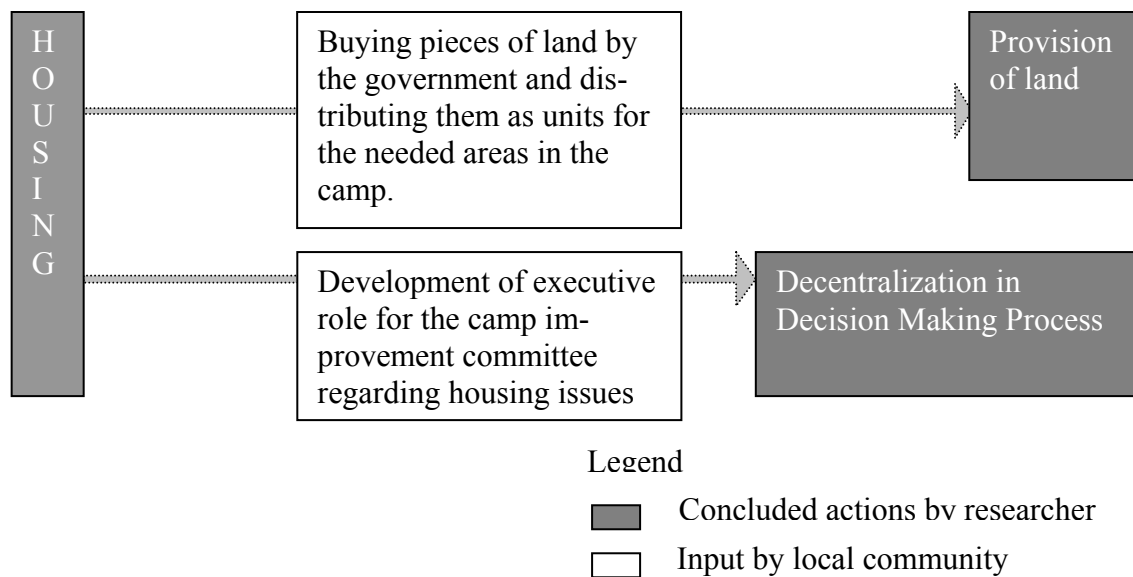 HOUSING
Buying pieces of land by
the government and dis-
tributing them as units for
the needed areas in the
camp.
Provision
of land
Development of executive
role for the camp im-
provement committee
regarding housing issues
Decentralization in
Decision Making Process
Legend
Concluded actions by researcher
Input by local community